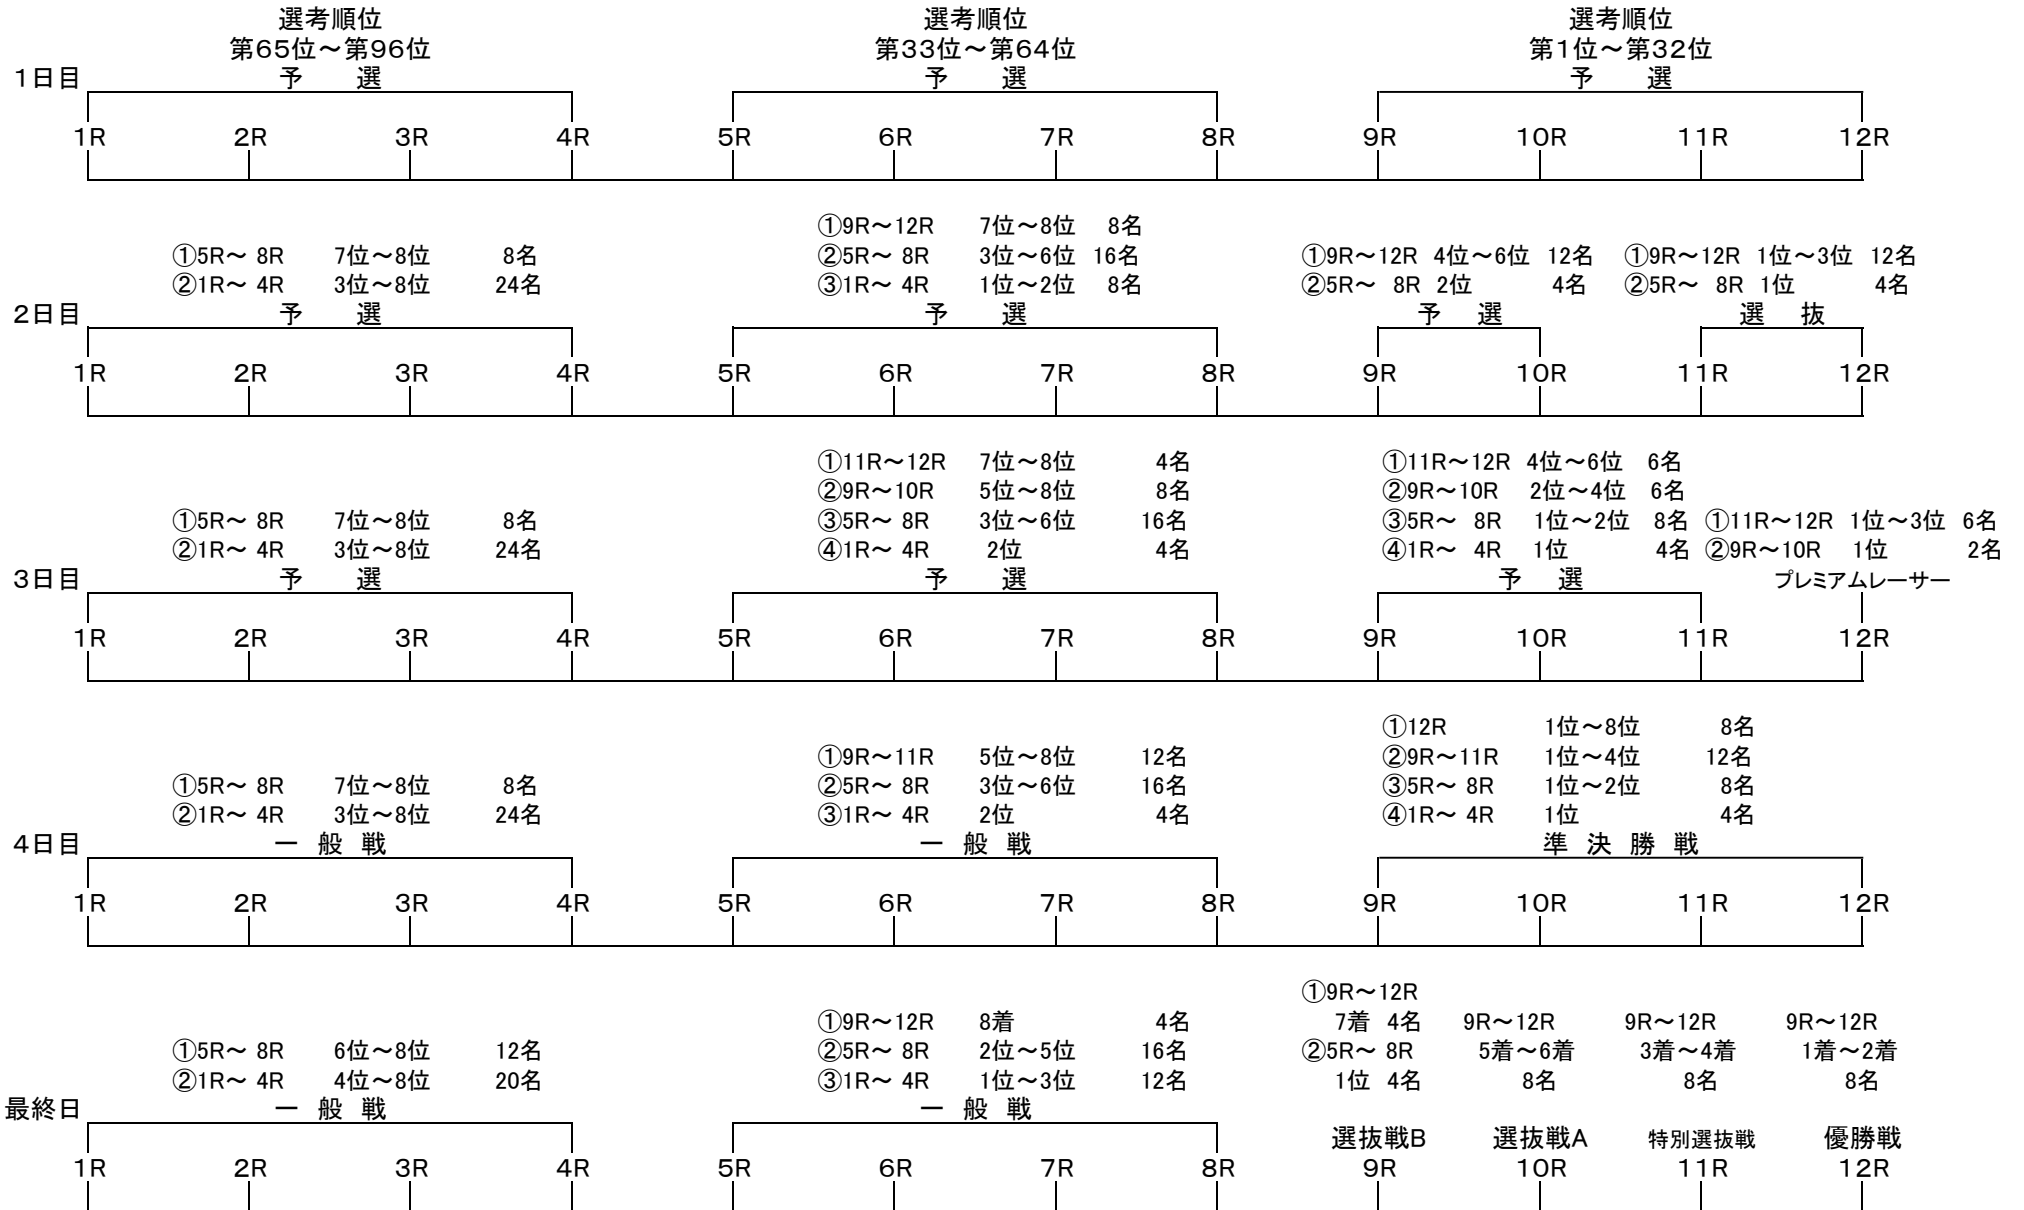 選考順位 選考順位 選考順位
第65位～第96位 第33位～第64位 第1位～第32位
1日目 予 選 予 選 予 選
1R 2R 3R 4R 5R 6R 7R 8R 9R 10R 11R 12R
①9R～12R 7位～8位 8名
①5R～ 8R 7位～8位 8名 ②5R～ 8R 3位～6位 16名 ①9R～12R 4位～6位 12名 ①9R～12R 1位～3位 12名
②1R～ 4R 3位～8位 24名 ③1R～ 4R 1位～2位 8名 ②5R～ 8R 2位 4名 ②5R～ 8R 1位 4名
2日目 予 選 予 選 予 選 選 抜
1R 2R 3R 4R 5R 6R 7R 8R 9R 10R 11R 12R
①11R～12R 7位～8位 4名 ①11R～12R 4位～6位 6名
②9R～10R 5位～8位 8名 ②9R～10R 2位～4位 6名
①5R～ 8R 7位～8位 8名 ③5R～ 8R 3位～6位 16名 ③5R～ 8R 1位～2位 8名 ①11R～12R 1位～3位 6名
②1R～ 4R 3位～8位 24名 ④1R～ 4R 2位 4名 ④1R～ 4R 1位 4名 ②9R～10R 1位 2名
3日目 予 選 予 選 予 選 プレミアムレーサー
1R 2R 3R 4R 5R 6R 7R 8R 9R 10R 11R 12R
①12R 1位～8位 8名
①9R～11R 5位～8位 12名 ②9R～11R 1位～4位 12名
①5R～ 8R 7位～8位 8名 ②5R～ 8R 3位～6位 16名 ③5R～ 8R 1位～2位 8名
②1R～ 4R 3位～8位 24名 ③1R～ 4R 2位 4名 ④1R～ 4R 1位 4名
4日目 一 般 戦 一 般 戦 準 決 勝 戦
1R 2R 3R 4R 5R 6R 7R 8R 9R 10R 11R 12R
①9R～12R
①9R～12R 8着 4名 7着 4名 9R～12R 9R～12R 9R～12R
①5R～ 8R 6位～8位 12名 ②5R～ 8R 2位～5位 16名 ②5R～ 8R 5着～6着 3着～4着 1着～2着
②1R～ 4R 4位～8位 20名 ③1R～ 4R 1位～3位 12名 1位 4名 8名 8名 8名
最終日 一 般 戦 一 般 戦
選抜戦B 選抜戦A 特別選抜戦 優勝戦
1R 2R 3R 4R 5R 6R 7R 8R 9R 10R 11R 12R